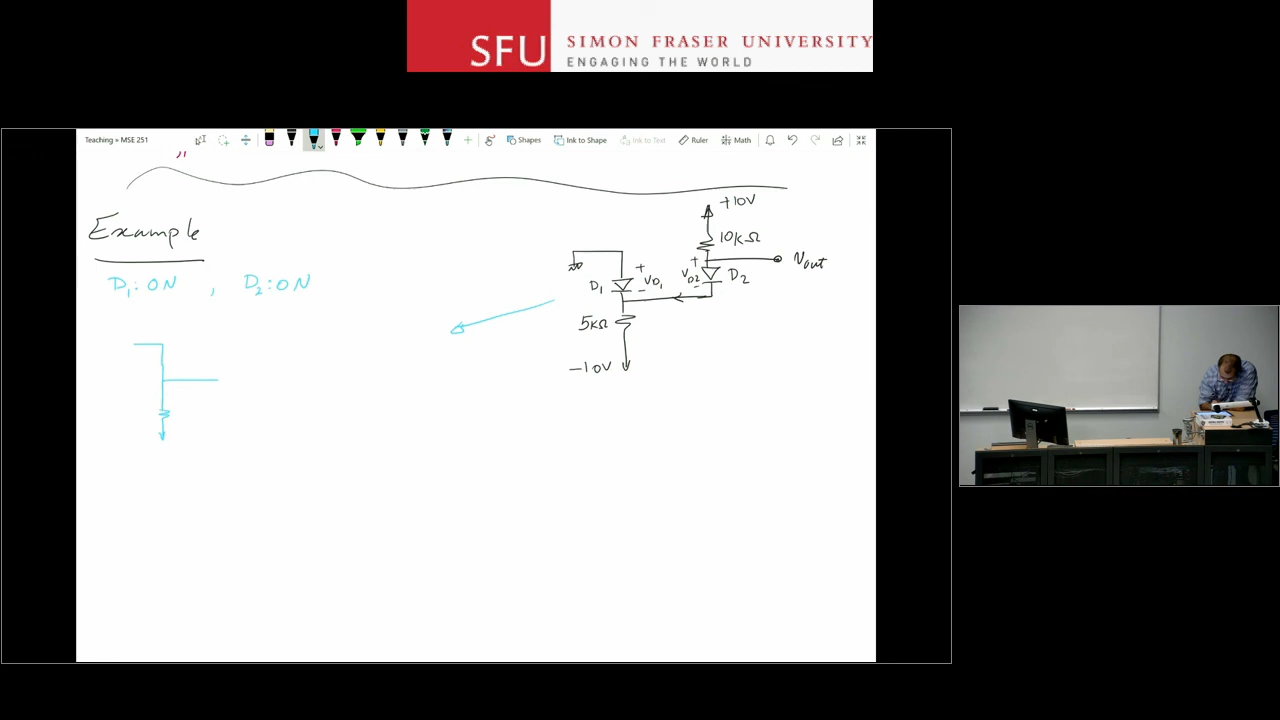 SFU SIMON FRASER UNIVERSITY
ENGAGING THE WORLD
Teaching » MSE 251
Shapes
Ink to Shape
Ink to Text
Ruler
Math
Example
D1: ON , D2: ON
+10V
10kΩ
Vout
D1
+
-
VD1
+
VD2
-
D2
5kΩ
-10V